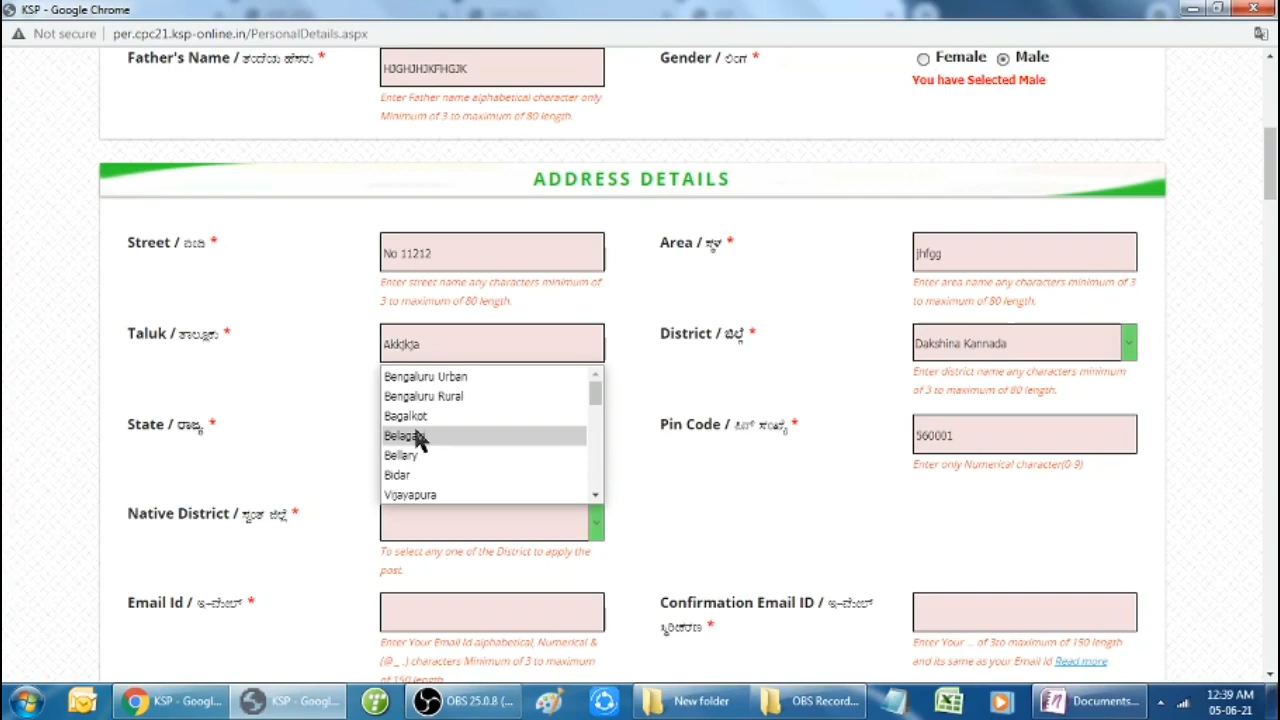 KSP - Google Chrome
Not secure | per.cpc21.ksp-online.in/PersonalDetails.aspx
Father's Name / ತಂದೆಯ ಹೆಸರು * HJGHJHJKFHGJK Gender / ಲಿಂಗ * Female Male
You have Selected Male
Enter Father name alphabetical character only
Minimum of 3 to maximum of 80 length.
ADDRESS DETAILS
Street / ಬೀದಿ * No 11212 Area / ಸ್ಥಳ * jhfgg
Enter street name any characters minimum of
3 to maximum of 80 length.
Enter area name any characters minimum of 3
to maximum of 80 length.
Taluk / ತಾಲ್ಲೂಕು * Akkjkja District / ಜಿಲ್ಲೆ * Dakshina Kannada
Enter district name any characters minimum
of 3 to maximum of 80 length.
Bengaluru Urban
Bengaluru Rural
Bagalkot
Bellary
Bidar
Vijayapura
State / ರಾಜ್ಯ * Pin Code / ಪಿನ್ ಸಂಖ್ಯೆ * 560001
Enter only Numerical character(0-9)
Native District / ಸ್ವಂತ ಜಿಲ್ಲೆ *
To select any one of the District to apply the
post.
Email Id / ಇ-ಮೇಲ್ * Confirmation Email ID / ಇ-ಮೇಲ್
ಸ್ಥಿರೀಕರಣ *
Enter Your Email Id alphabetical, Numerical &
(@_ .) characters Minimum of 3 to maximum
of 150 length.
Enter Your ... of 3to maximum of 150 length
and its same as your Email Id Read more
KSP - Googl... KSP - Googl... OBS 25.0.8 (... New folder OBS Record... Documents...
12:39 AM
05-06-21